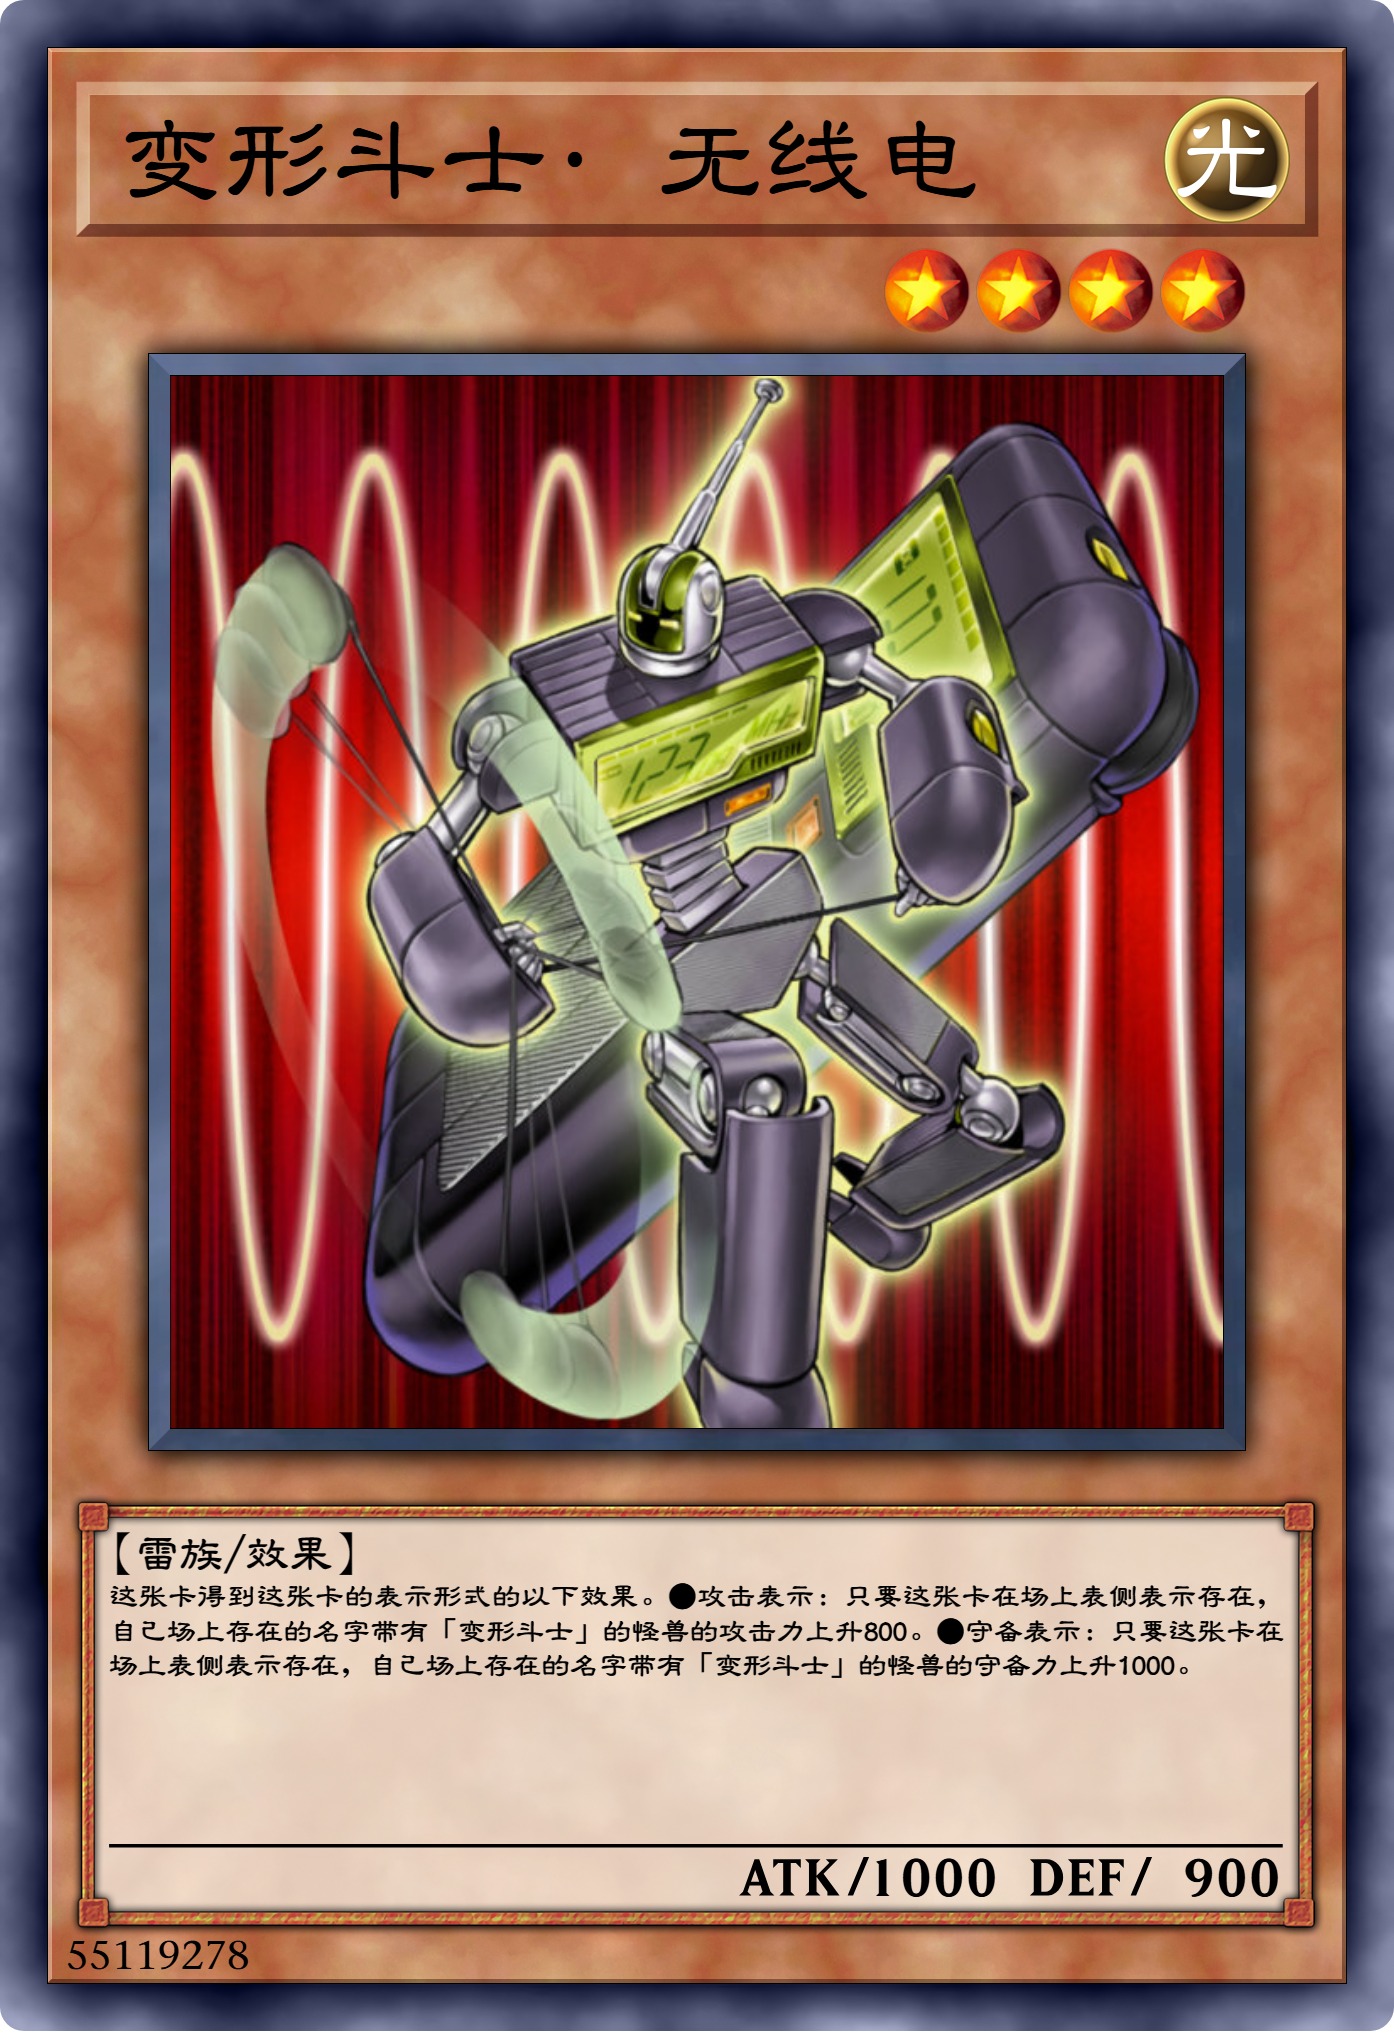 变形斗士·无线电
光
123 MHz
【雷族/效果】
这张卡得到这张卡的表示形式的以下效果。●攻击表示：只要这张卡在场上表侧表示存在，
自己场上存在的名字带有「变形斗士」的怪兽的攻击力上升800。●守备表示：只要这张卡在
场上表侧表示存在，自己场上存在的名字带有「变形斗士」的怪兽的守备力上升1000。
ATK/1000 DEF/ 900
55119278